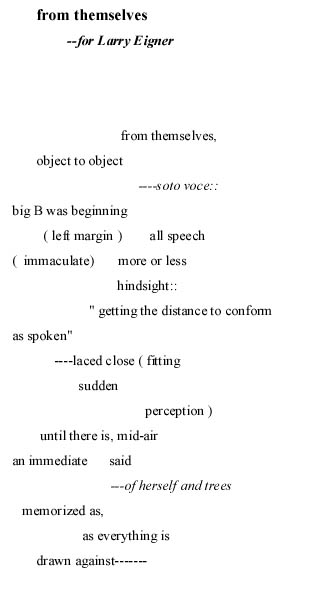 from themselves
--for Larry Eigner
from themselves,
object to object
----soto voce::
big B was beginning
( left margin ) all speech
( immaculate) more or less
hindsight::
" getting the distance to conform
as spoken"
----laced close ( fitting
sudden
perception )
until there is, mid-air
an immediate said
---of herself and trees
memorized as,
as everything is
drawn against-------